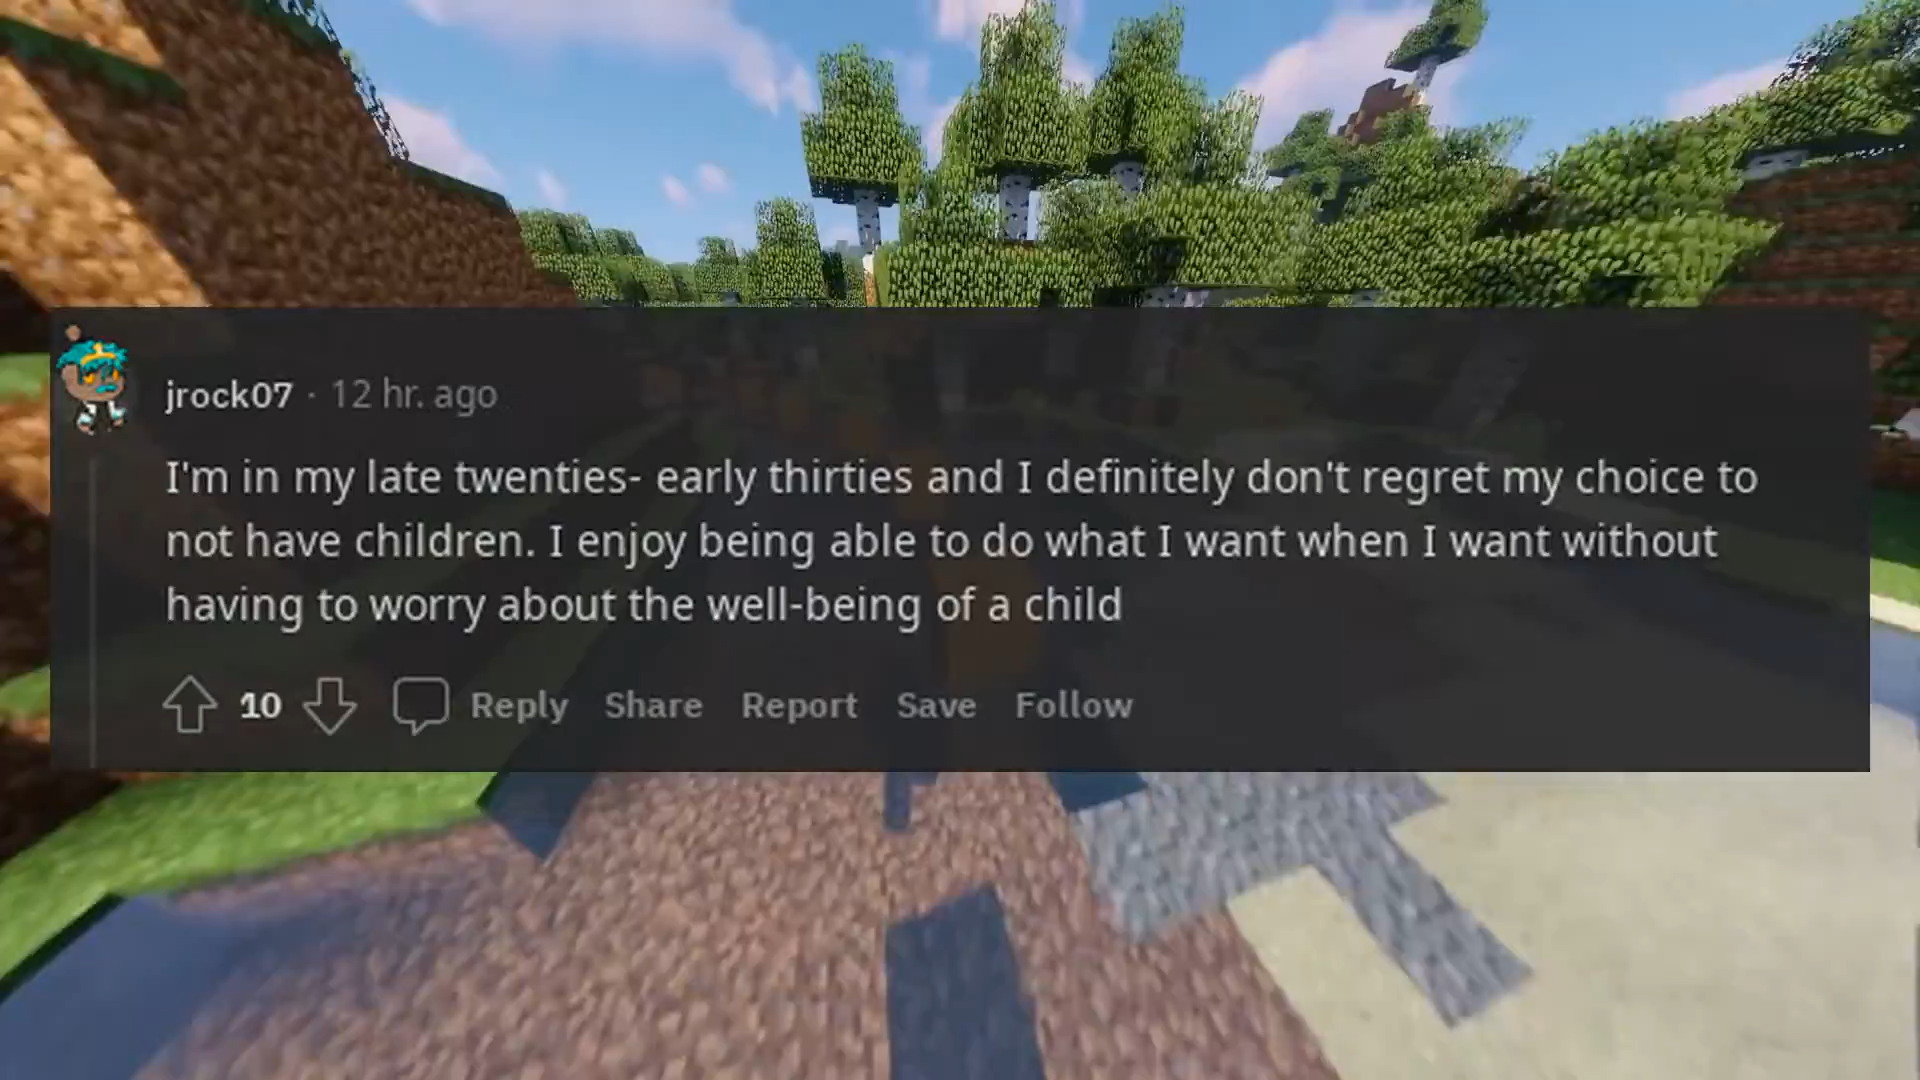 jrock07 · 12 hr. ago
I'm in my late twenties- early thirties and I definitely don't regret my choice to
not have children. I enjoy being able to do what I want when I want without
having to worry about the well-being of a child
10 Reply Share Report Save Follow